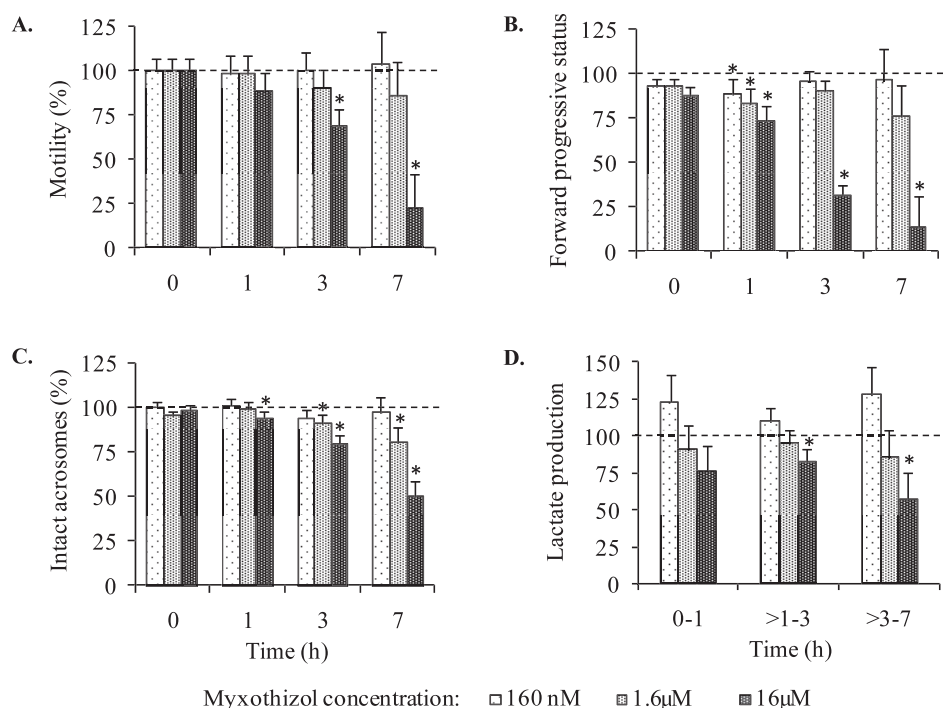 A.
B.
125
100
75
50
25
0
Motility (%)
*
*
0 1 3 7
125
100
75
50
25
0
Forward progressive status
* * *
*
*
0 1 3 7
C.
D.
125
100
75
50
25
0
Intact acrosomes (%)
*
* *
* *
0 1 3 7
Time (h)
150
125
100
75
50
25
0
Lactate production
*
*
0-1 >1-3 >3-7
Time (h)
Myxothizol concentration: 160 nM 1.6µM 16µM